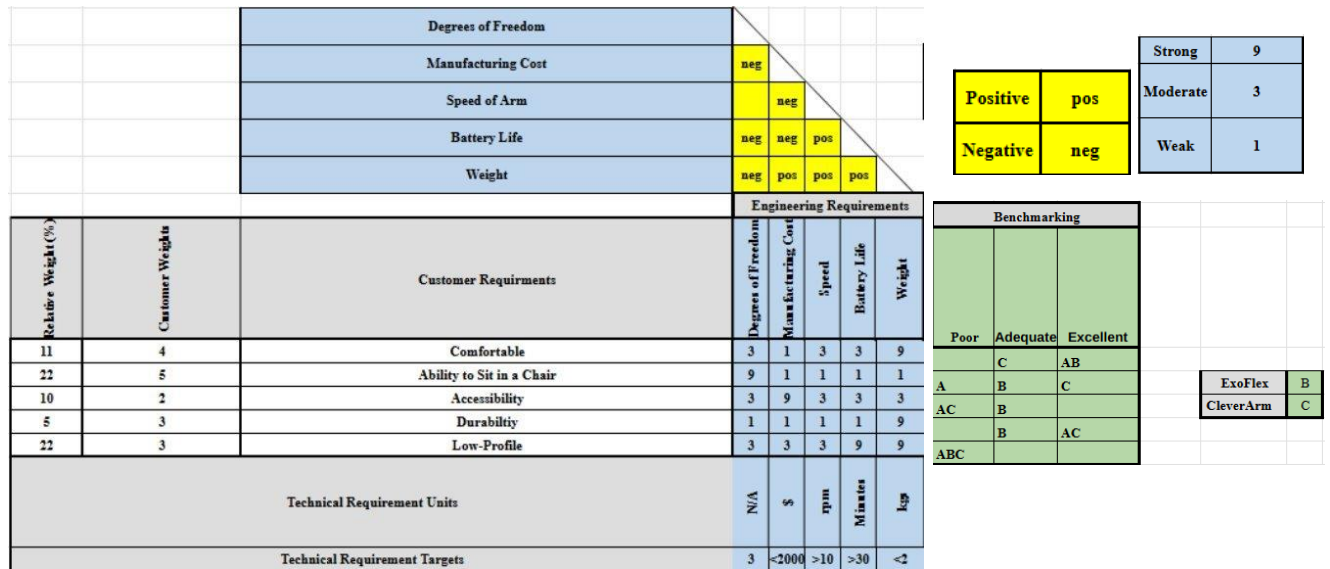 Degrees of Freedom
Manufacturing Cost neg
Speed of Arm neg
Battery Life neg neg pos
Weight neg pos pos pos
Engineering Requirements
Relative Weight (%) Customer Weights Customer Requirments Degrees of Freedom Manufacturing Cost Speed Battery Life Weight
11 4 Comfortable 3 1 3 3 9
22 5 Ability to Sit in a Chair 9 1 1 1 1
10 2 Accessibility 3 9 3 3 3
5 3 Durabiltiy 1 1 1 1 9
22 3 Low-Profile 3 3 3 9 9
Technical Requirement Units N/A $ rpm Minutes kgs
Technical Requirement Targets 3 <2000 >10 >30 <2
Positive pos
Negative neg
Strong 9
Moderate 3
Weak 1
Benchmarking
Poor Adequate Excellent
C AB
A B C
AC B
B AC
ABC
ExoFlex B
CleverArm C